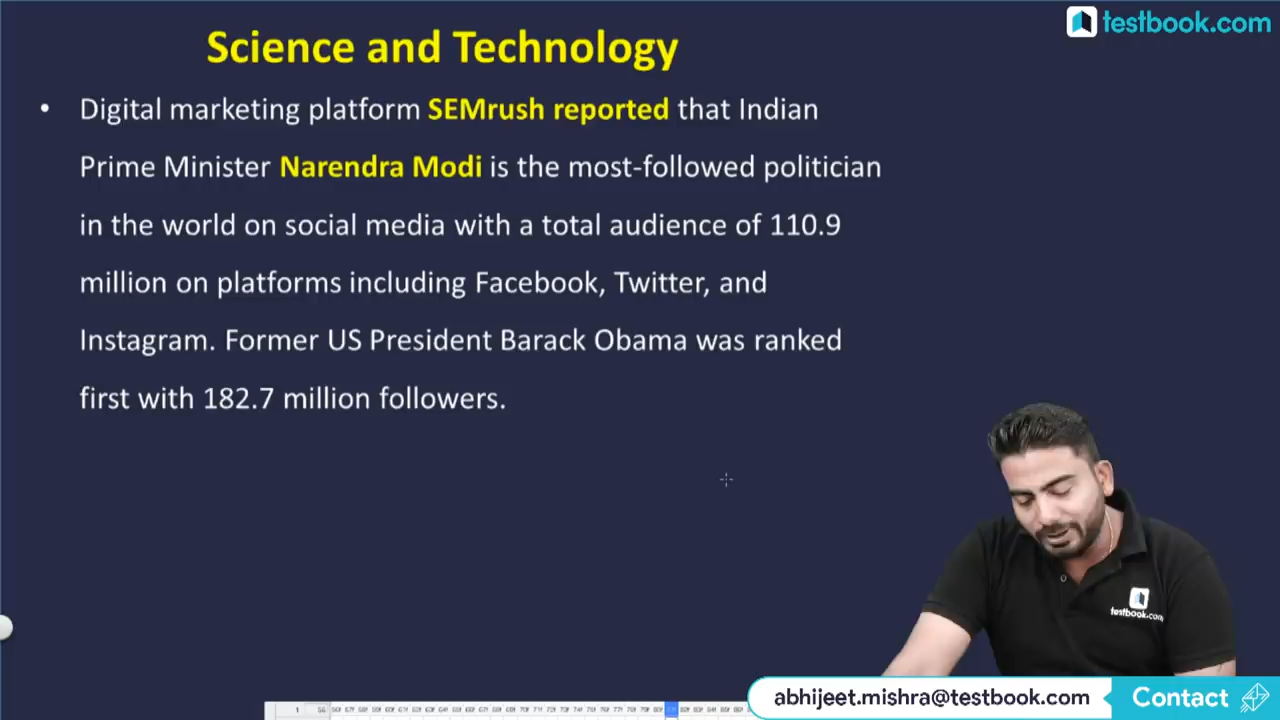 Science and Technology
testbook.com
• Digital marketing platform SEMrush reported that Indian
Prime Minister Narendra Modi is the most-followed politician
in the world on social media with a total audience of 110.9
million on platforms including Facebook, Twitter, and
Instagram. Former US President Barack Obama was ranked
first with 182.7 million followers.
testbook.com
abhijeet.mishra@testbook.com
Contact